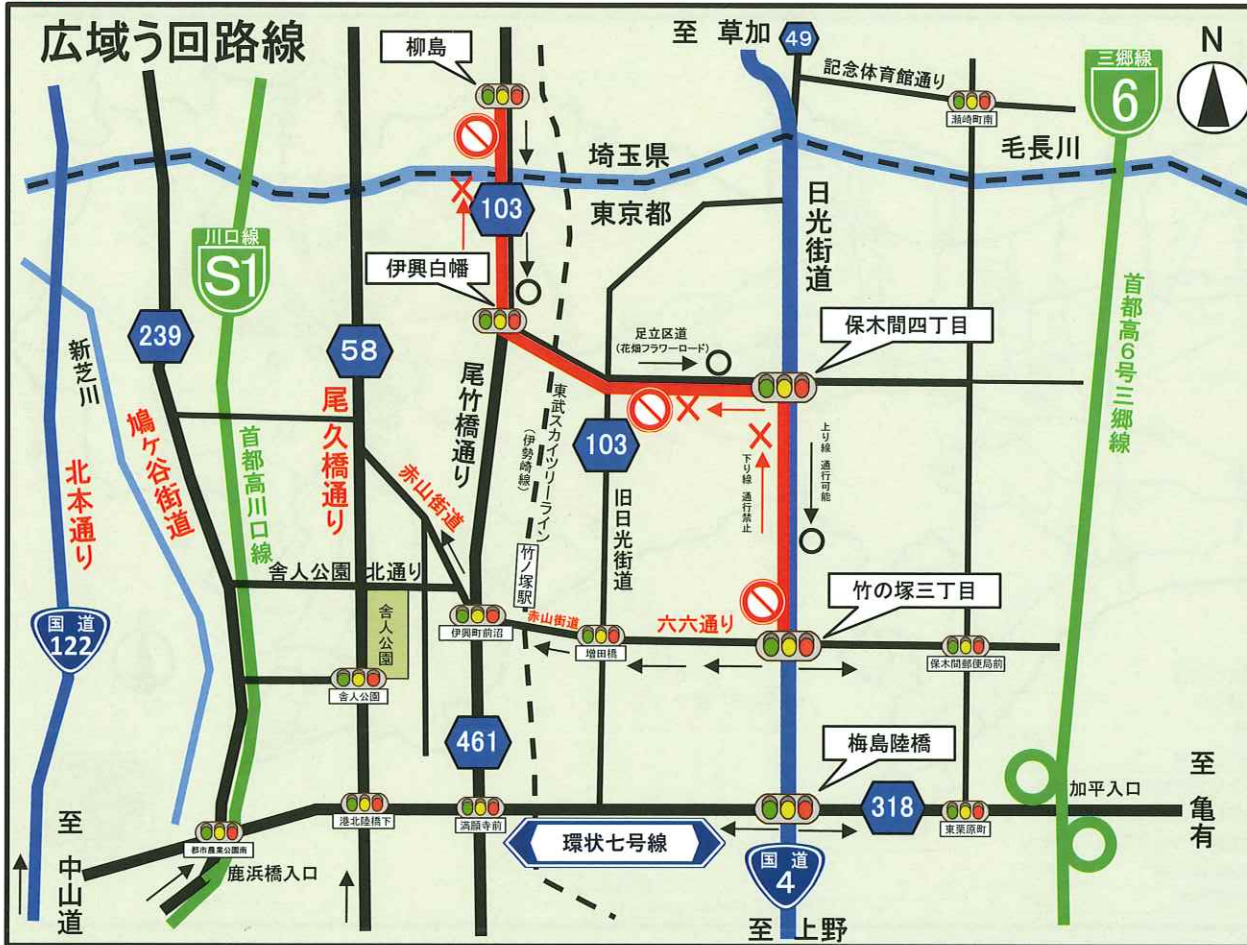 広域う回路線
柳島
至 草加
49
記念体育館通り
瀬崎町南
三郷線
6
N
埼玉県
毛長川
東京都
103
日光街道
川口線
S1
伊興白幡
保木間四丁目
足立区道
(花畑フラワーロード)
239
58
新芝川
尾竹橋通り
東武スカイツリーライン
(伊勢崎線)
103
首都高6号三郷線
上り線 通行可能
下り線 通行禁止
北本通り
鳩ヶ谷街道
首都高川口線
尾久橋通り
赤山街道
旧日光街道
舎人公園北通り
竹ノ塚駅
竹の塚三丁目
国道
122
舎人公園
伊興町前沼
赤山街道
増田橋
六六通り
保木間郵便局前
舎人公園
461
梅島陸橋
318
加平入口
至 亀有
都市農業公園南
港北陸橋下
満願寺前
環状七号線
東栗原町
至 中山道
鹿浜橋入口
国道
4
至 上野